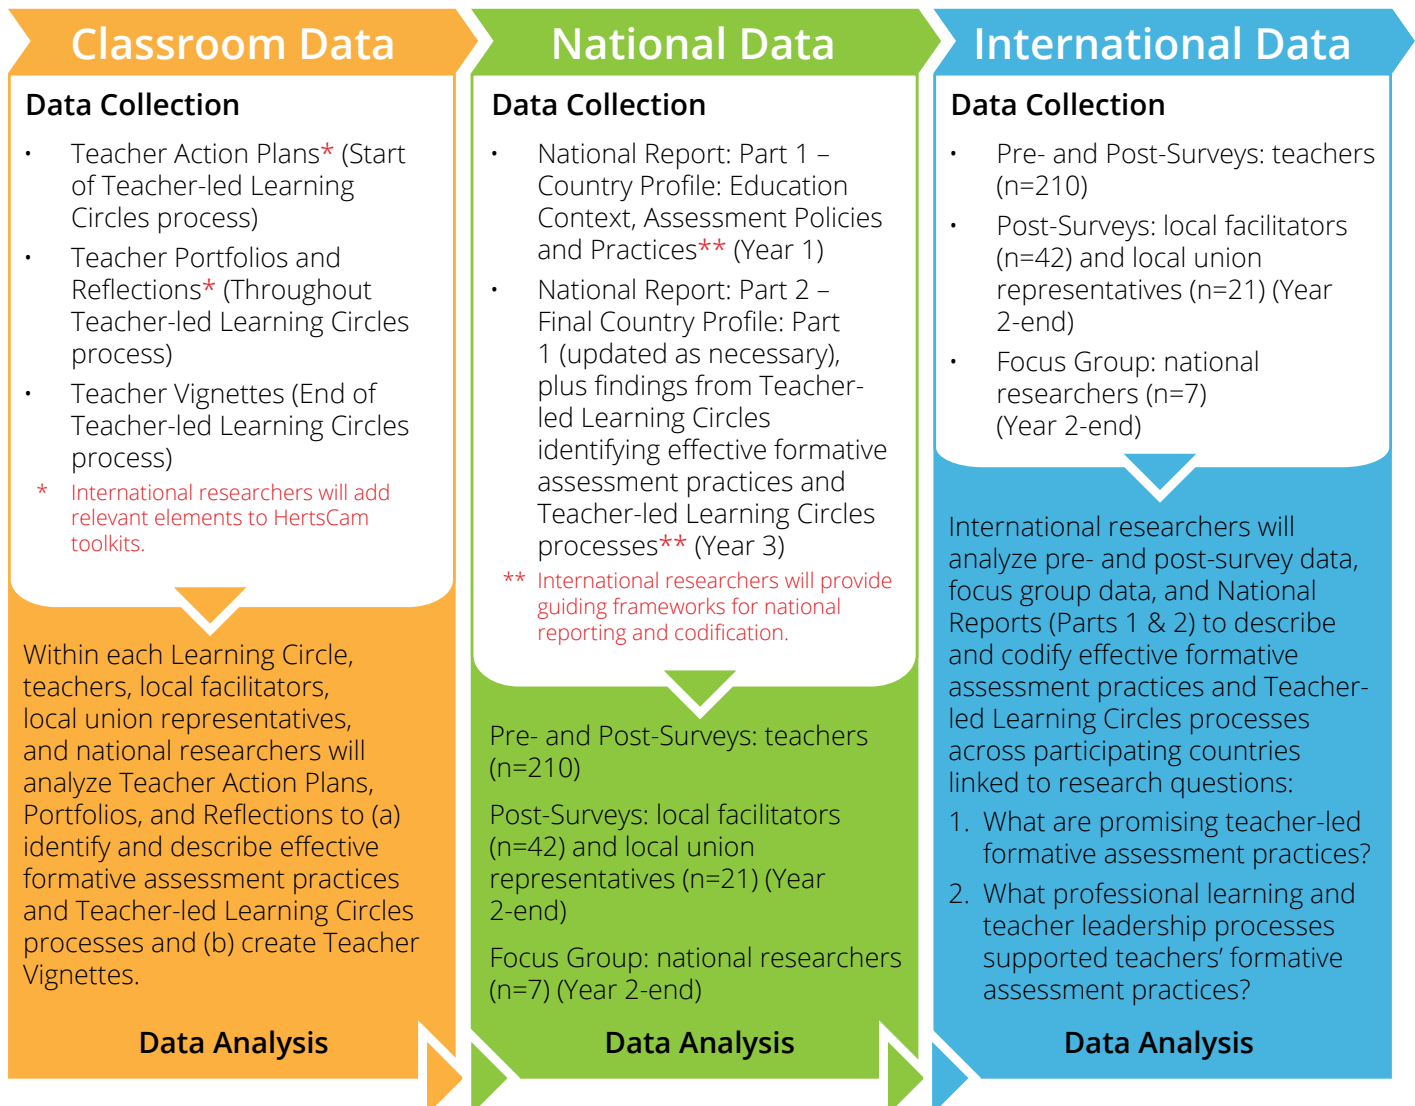 Classroom Data
Data Collection
• Teacher Action Plans* (Start
of Teacher-led Learning
Circles process)
• Teacher Portfolios and
Reflections* (Throughout
Teacher-led Learning Circles
process)
• Teacher Vignettes (End of
Teacher-led Learning Circles
process)
* International researchers will add
relevant elements to HertsCam
toolkits.
Within each Learning Circle,
teachers, local facilitators,
local union representatives,
and national researchers will
analyze Teacher Action Plans,
Portfolios, and Reflections to (a)
identify and describe effective
formative assessment practices
and Teacher-led Learning Circles
processes and (b) create Teacher
Vignettes.
Data Analysis
National Data
Data Collection
• National Report: Part 1 –
Country Profile: Education
Context, Assessment Policies
and Practices** (Year 1)
• National Report: Part 2 –
Final Country Profile: Part
1 (updated as necessary),
plus findings from Teacher-
led Learning Circles
identifying effective formative
assessment practices and
Teacher-led Learning Circles
processes** (Year 3)
** International researchers will provide
guiding frameworks for national
reporting and codification.
Pre- and Post-Surveys: teachers
(n=210)
Post-Surveys: local facilitators
(n=42) and local union
representatives (n=21) (Year
2-end)
Focus Group: national researchers
(n=7) (Year 2-end)
Data Analysis
International Data
Data Collection
• Pre- and Post-Surveys: teachers
(n=210)
• Post-Surveys: local facilitators
(n=42) and local union
representatives (n=21) (Year
2-end)
• Focus Group: national
researchers (n=7)
(Year 2-end)
International researchers will
analyze pre- and post-survey data,
focus group data, and National
Reports (Parts 1 & 2) to describe
and codify effective formative
assessment practices and Teacher-
led Learning Circles processes
across participating countries
linked to research questions:
1. What are promising teacher-led
formative assessment practices?
2. What professional learning and
teacher leadership processes
supported teachers’ formative
assessment practices?
Data Analysis